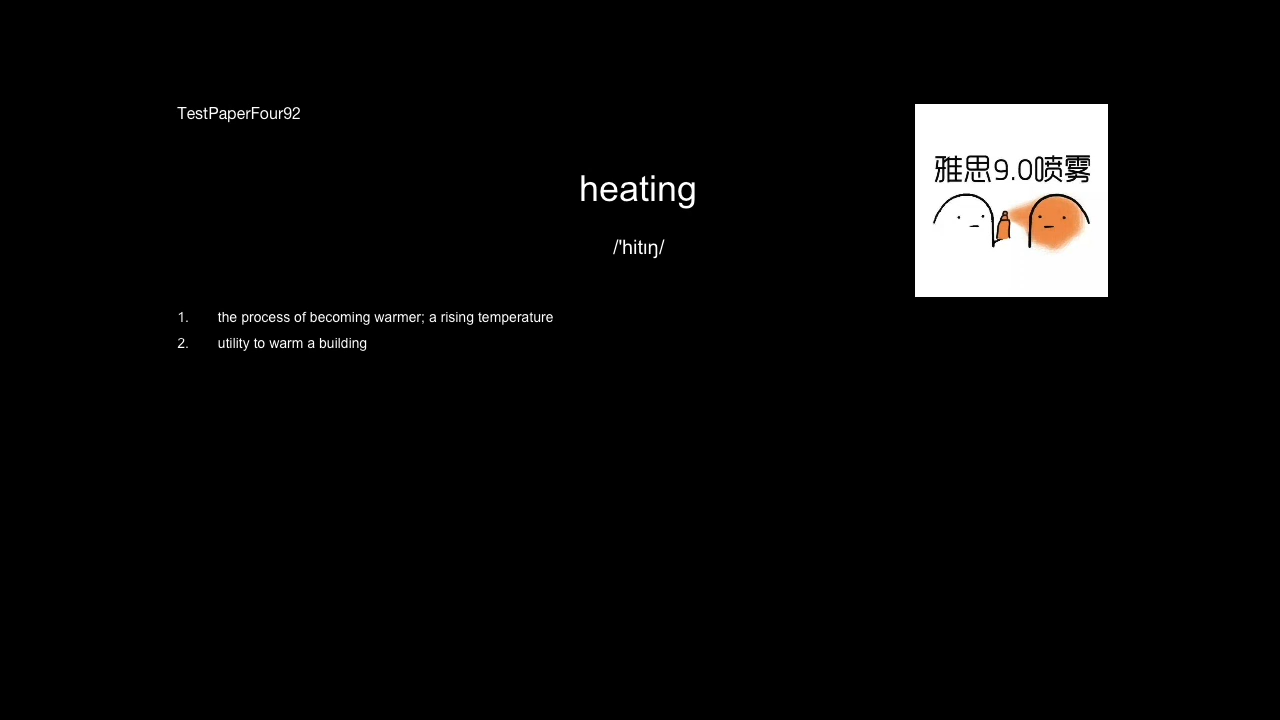 TestPaperFour92
雅思9.0喷雾
heating
/'hitɪŋ/
1. the process of becoming warmer; a rising temperature
2. utility to warm a building